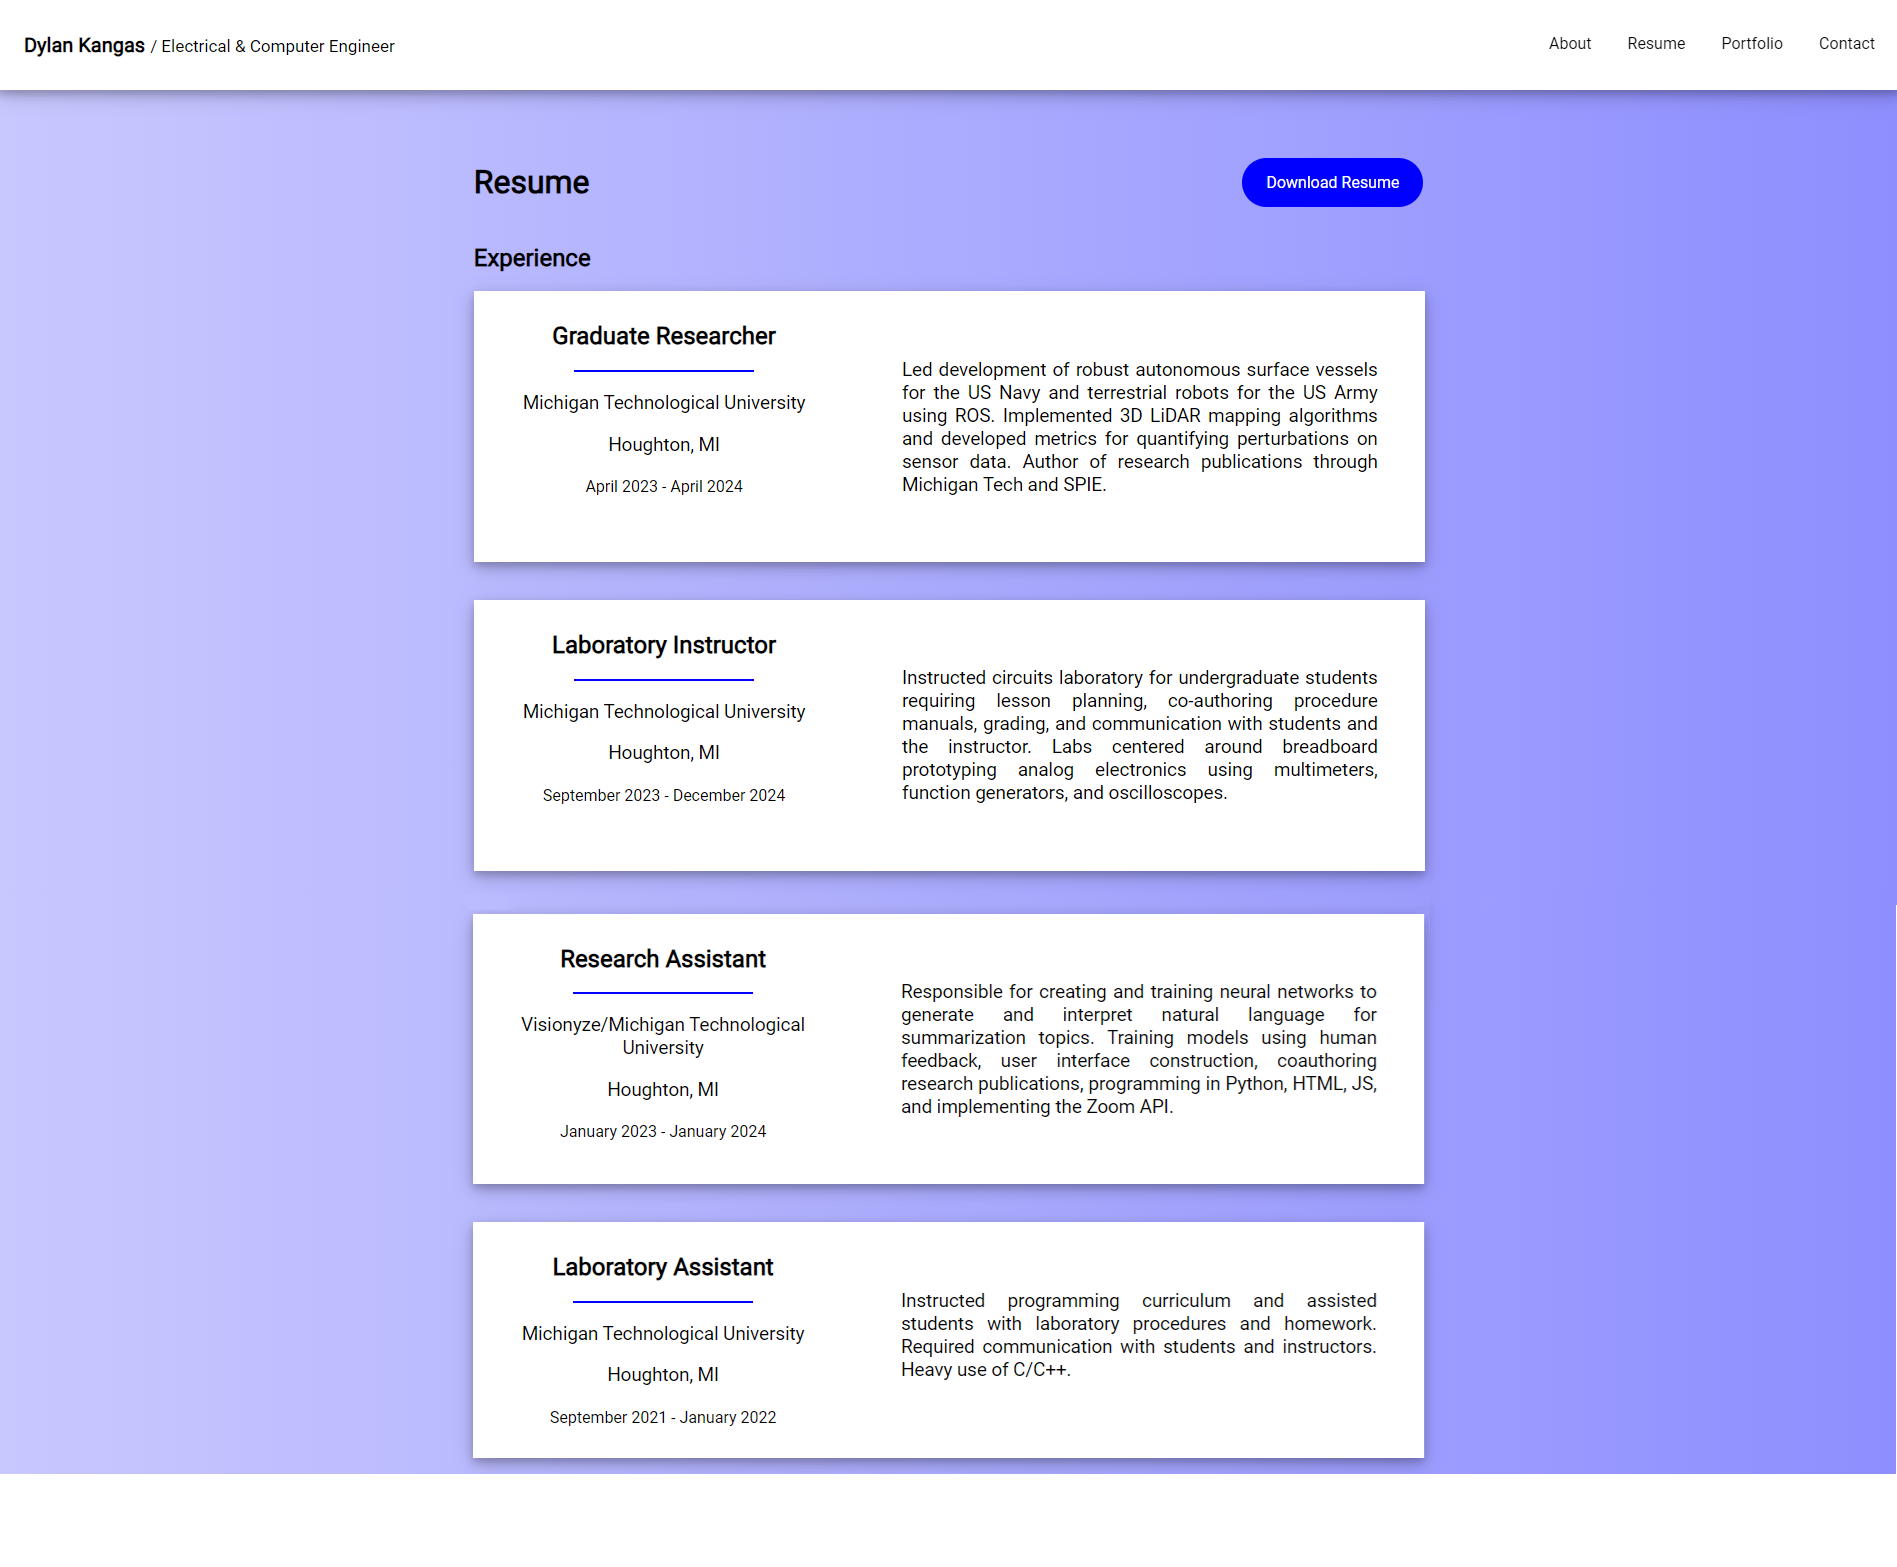 Dylan Kangas / Electrical & Computer Engineer
About Resume Portfolio Contact
Resume
Download Resume
Experience
Graduate Researcher
Michigan Technological University
Houghton, MI
April 2023 - April 2024
Led development of robust autonomous surface vessels
for the US Navy and terrestrial robots for the US Army
using ROS. Implemented 3D LiDAR mapping algorithms
and developed metrics for quantifying perturbations on
sensor data. Author of research publications through
Michigan Tech and SPIE.
Laboratory Instructor
Michigan Technological University
Houghton, MI
September 2023 - December 2024
Instructed circuits laboratory for undergraduate students
requiring lesson planning, co-authoring procedure
manuals, grading, and communication with students and
the instructor. Labs centered around breadboard
prototyping analog electronics using multimeters,
function generators, and oscilloscopes.
Research Assistant
Visionyze/Michigan Technological
University
Houghton, MI
January 2023 - January 2024
Responsible for creating and training neural networks to
generate and interpret natural language for
summarization topics. Training models using human
feedback, user interface construction, coauthoring
research publications, programming in Python, HTML, JS,
and implementing the Zoom API.
Laboratory Assistant
Michigan Technological University
Houghton, MI
September 2021 - January 2022
Instructed programming curriculum and assisted
students with laboratory procedures and homework.
Required communication with students and instructors.
Heavy use of C/C++.